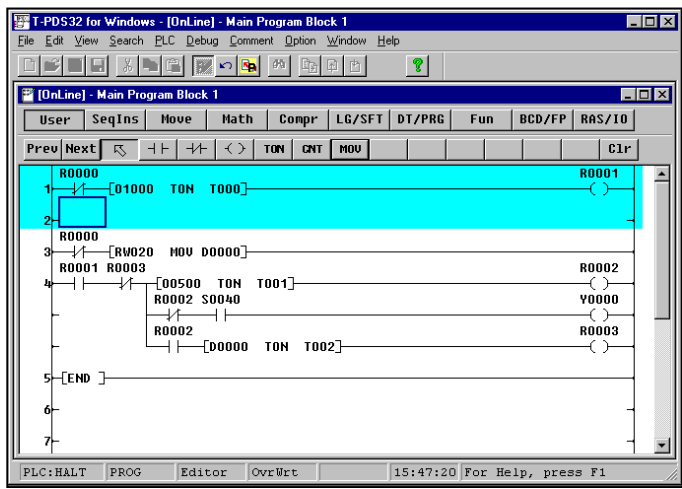 T-PDS32 for Windows - [OnLine] - Main Program Block 1
File Edit View Search PLC Debug Comment Option Window Help
[OnLine] - Main Program Block 1
User SeqIns Move Math Compr LG/SFT DT/PRG Fun BCD/FP RAS/IO
Prev Next TON CNT MOV Clr
R0000 R0001
1 [01000 TON T000]
2
R0000
3 [RW020 MOV D0000]
R0001 R0003 R0002
4 [00500 TON T001]
R0002 S0040 Y0000
R0002 R0003
[D0000 TON T002]
5 [END ]
6
7
PLC:HALT PROG Editor OvrWrt 15:47:20 For Help, press F1